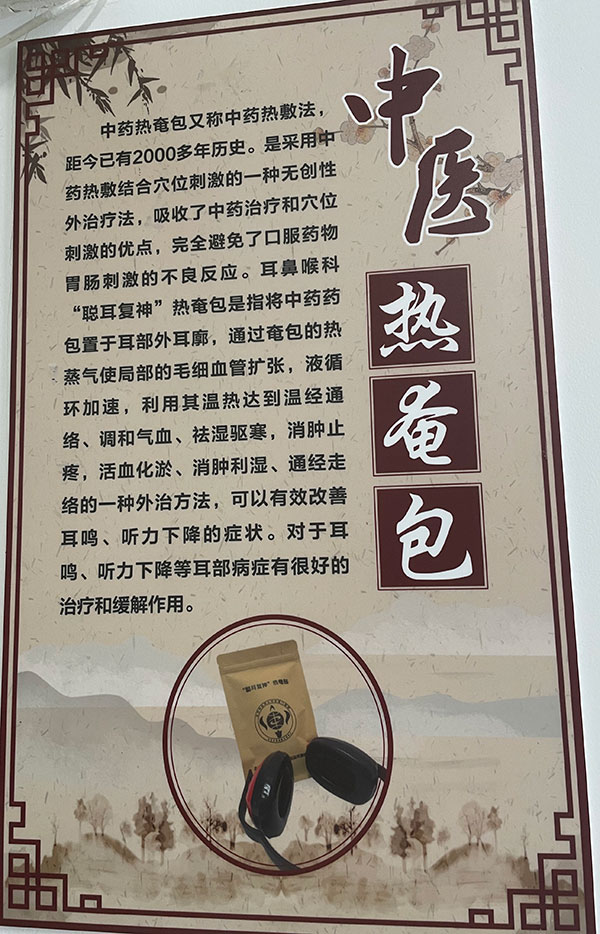 中医
热
奄
包
中药热奄包又称中药热敷法，
距今已有2000多年历史。是采用中
药热敷结合穴位刺激的一种无创性
外治疗法，吸收了中药治疗和穴位
刺激的优点，完全避免了口服药物
胃肠刺激的不良反应。耳鼻喉科
“聪耳复神”热奄包是指将中药药
包置于耳部外耳廓，通过奄包的热
蒸气使局部的毛细血管扩张，液循
环加速，利用其温热达到温经通
络、调和气血、祛湿驱寒，消肿止
疼，活血化淤、消肿利湿、通经走
络的一种外治方法，可以有效改善
耳鸣、听力下降的症状。对于耳
鸣、听力下降等耳部病症有很好的
治疗和缓解作用。
“聪耳复神”热奄包